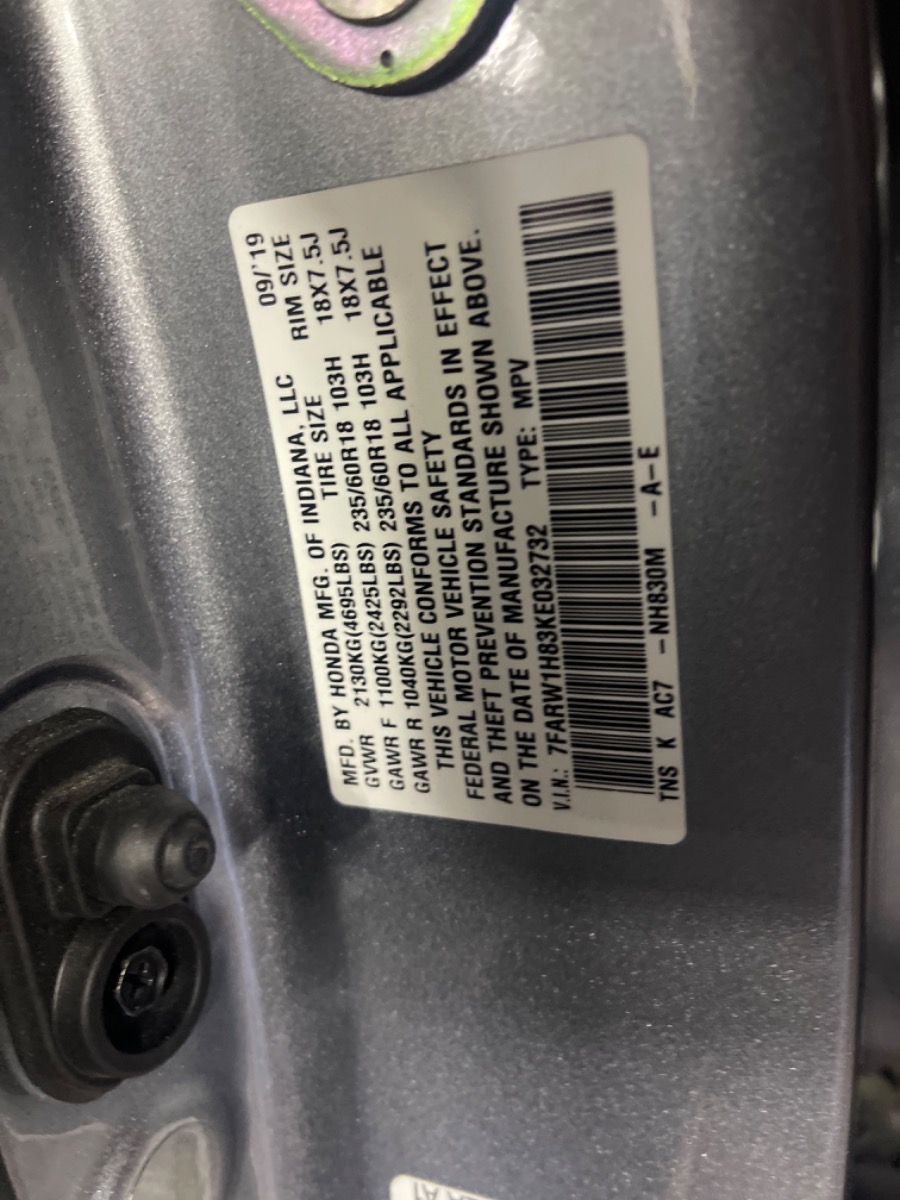 MFD. BY HONDA MFG. OF INDIANA, LLC 09/'19
GVWR 2130KG(4695LBS) TIRE SIZE RIM SIZE
GAWR F 1100KG(2425LBS) 235/60R18 103H 18X7.5J
GAWR R 1040KG(2292LBS) 235/60R18 103H 18X7.5J
THIS VEHICLE CONFORMS TO ALL APPLICABLE
FEDERAL MOTOR VEHICLE SAFETY
AND THEFT PREVENTION STANDARDS IN EFFECT
ON THE DATE OF MANUFACTURE SHOWN ABOVE.
V.I.N.: 7FARW1H83KE032732 TYPE: MPV
TNS K AC7 -NH830M -A-E